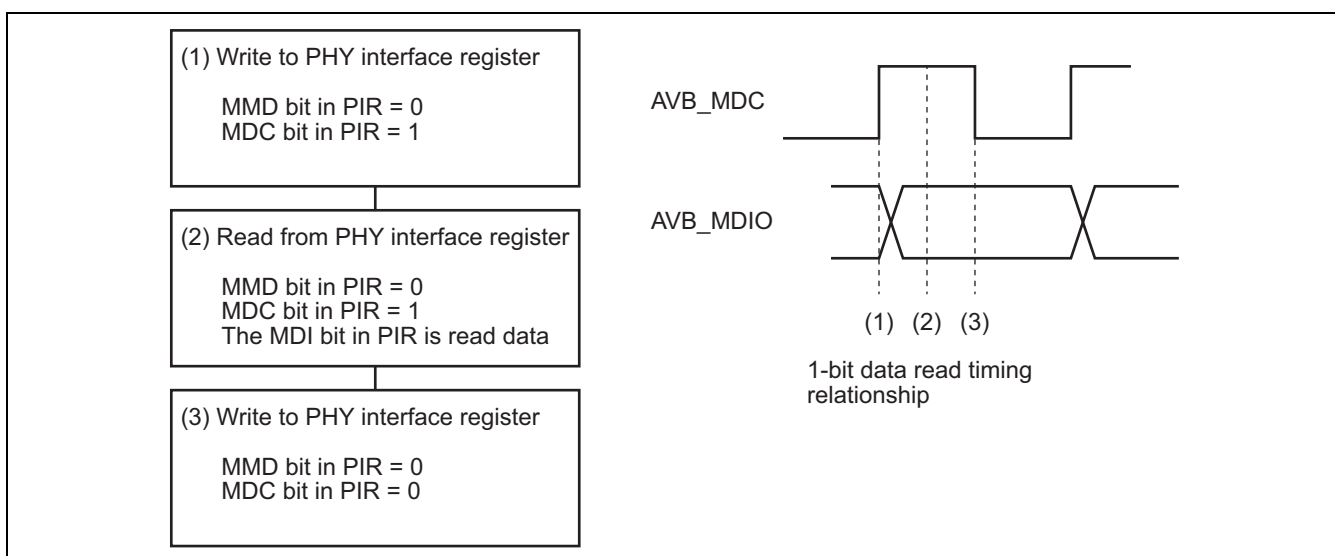 (1) Write to PHY interface register
MMD bit in PIR = 0
MDC bit in PIR = 1
(2) Read from PHY interface register
MMD bit in PIR = 0
MDC bit in PIR = 1
The MDI bit in PIR is read data
(3) Write to PHY interface register
MMD bit in PIR = 0
MDC bit in PIR = 0
AVB_MDC
AVB_MDIO
(1) (2) (3)
1-bit data read timing
relationship